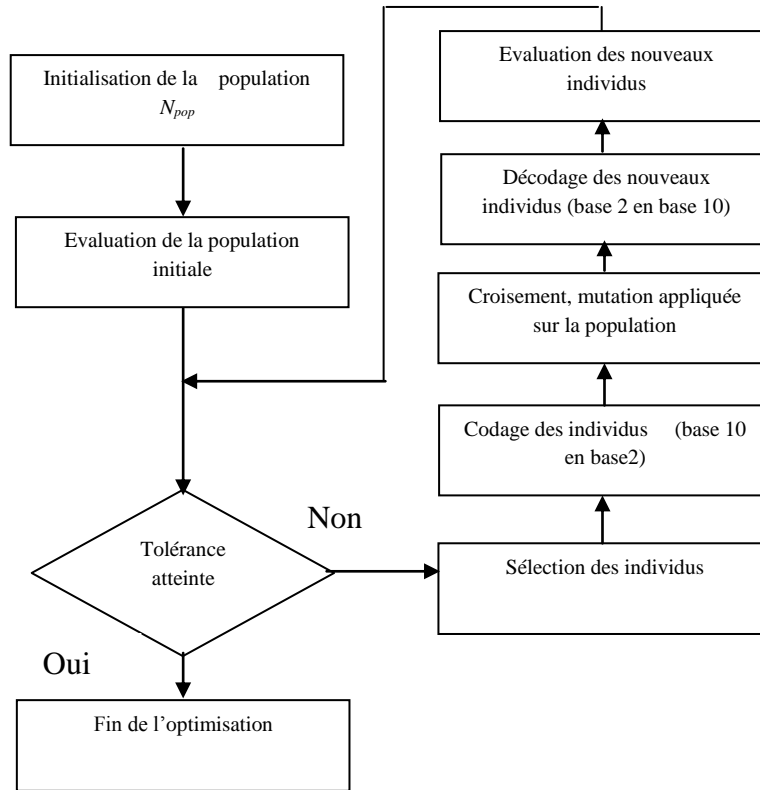 Initialisation de la population
Npop
Evaluation de la population
initiale
Tolérance
atteinte
Oui
Fin de l'optimisation
Non
Sélection des individus
Codage des individus (base 10
en base2)
Croisement, mutation appliquée
sur la population
Décodage des nouveaux
individus (base 2 en base 10)
Evaluation des nouveaux
individus